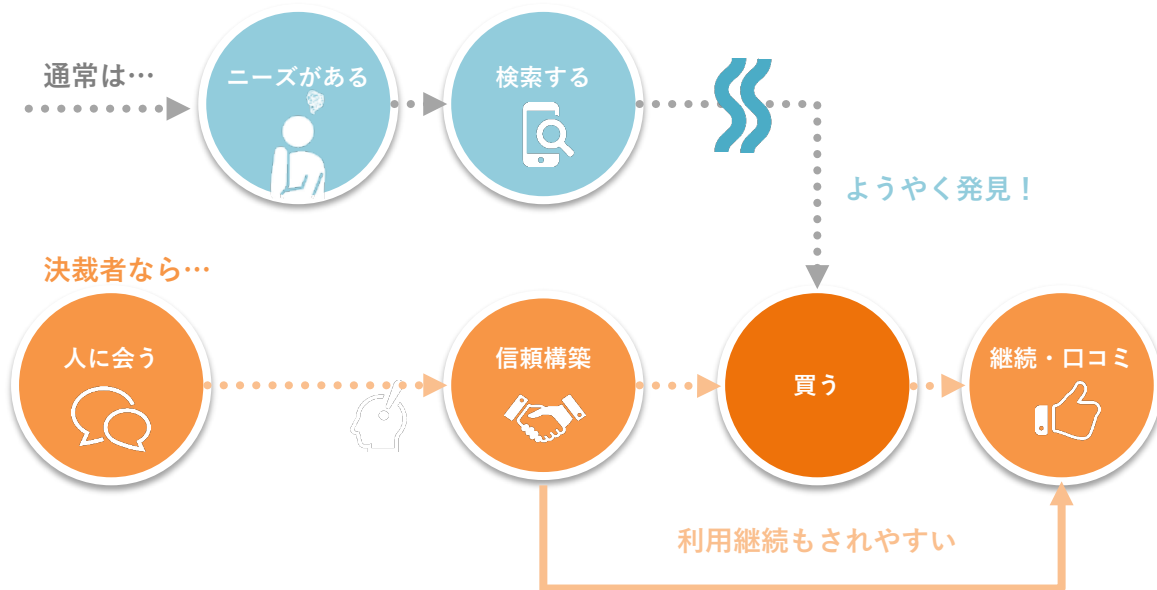 通常は…
ニーズがある
検索する
ようやく発見！
決裁者なら…
人に会う
信頼構築
買う
継続・口コミ
利用継続もされやすい